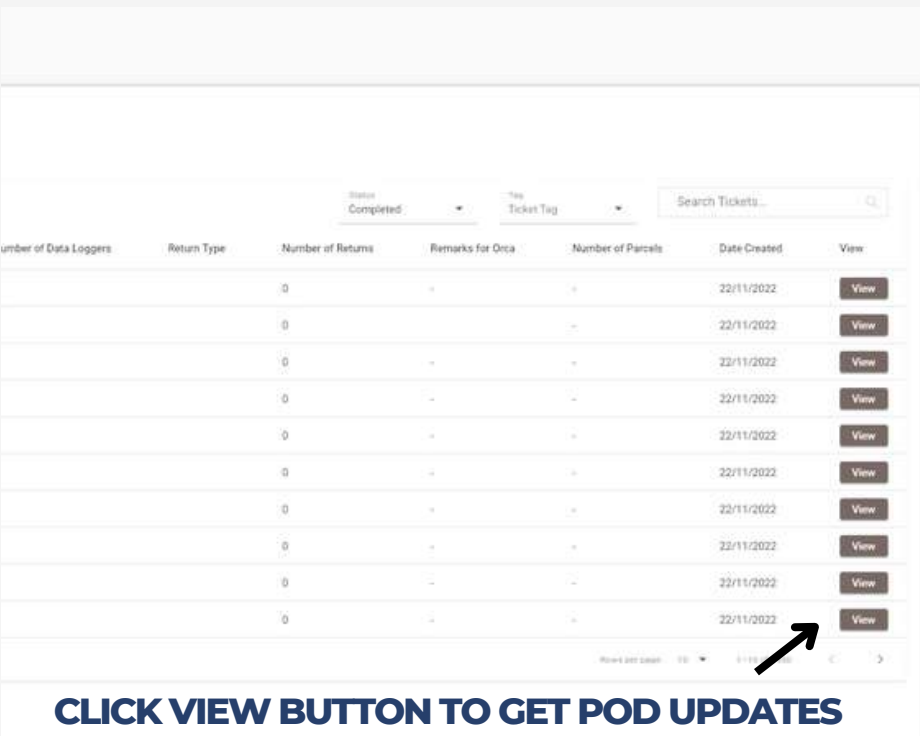 Status
Completed
Tag
Ticket Tag
Search Tickets...
umber of Data Loggers Return Type Number of Returns Remarks for Orca Number of Parcels Date Created View
0 - - 22/11/2022 View
0 - 22/11/2022 View
0 - - 22/11/2022 View
0 - - 22/11/2022 View
0 - - 22/11/2022 View
0 - - 22/11/2022 View
0 - - 22/11/2022 View
0 - - 22/11/2022 View
0 - - 22/11/2022 View
0 - - 22/11/2022 View
Rows per page: 10
CLICK VIEW BUTTON TO GET POD UPDATES